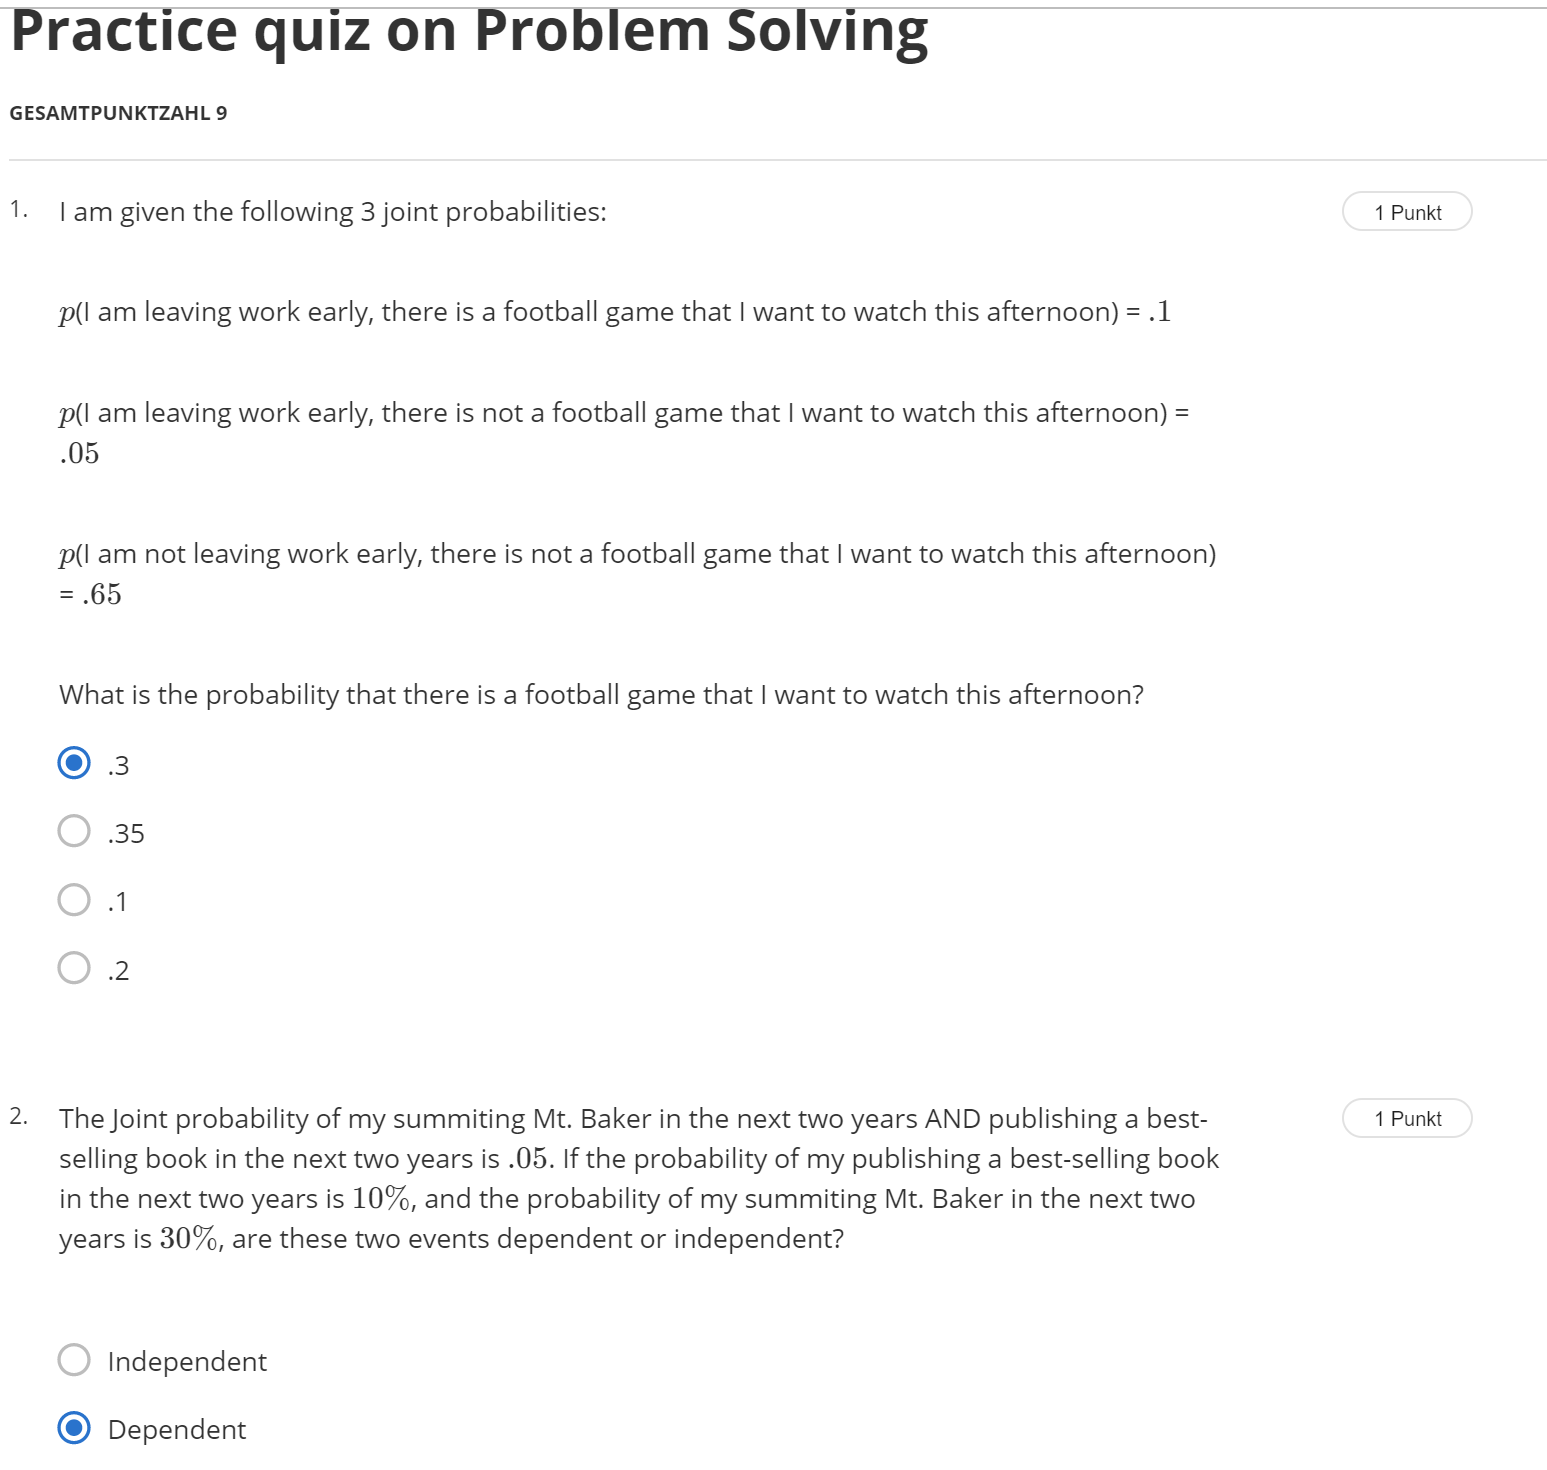 Practice quiz on Problem Solving
GESAMTPUNKTZAHL 9
1. I am given the following 3 joint probabilities:
1 Punkt
p(I am leaving work early, there is a football game that I want to watch this afternoon) = .1
p(I am leaving work early, there is not a football game that I want to watch this afternoon) =
.05
p(I am not leaving work early, there is not a football game that I want to watch this afternoon)
= .65
What is the probability that there is a football game that I want to watch this afternoon?
.3
.35
.1
.2
2. The Joint probability of my summiting Mt. Baker in the next two years AND publishing a best-
1 Punkt
selling book in the next two years is .05. If the probability of my publishing a best-selling book
in the next two years is 10%, and the probability of my summiting Mt. Baker in the next two
years is 30%, are these two events dependent or independent?
Independent
Dependent